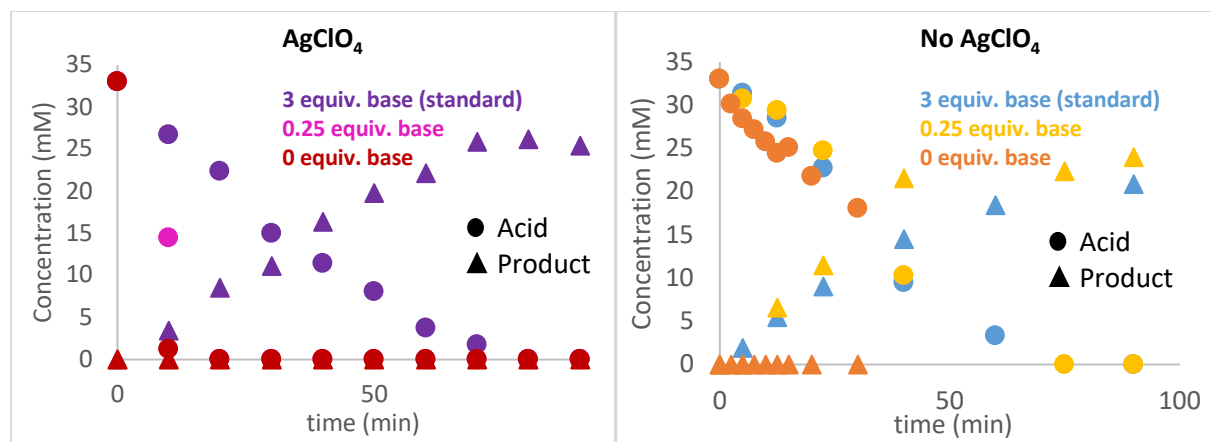 AgClO₄
35
30
25
20
15
10
5
0
Concentration (mM)
3 equiv. base (standard)
0.25 equiv. base
0 equiv. base
Acid
Product
0
50
time (min)
No AgClO₄
35
30
25
20
15
10
5
0
Concentration (mM)
3 equiv. base (standard)
0.25 equiv. base
0 equiv. base
Acid
Product
0
50
100
time (min)